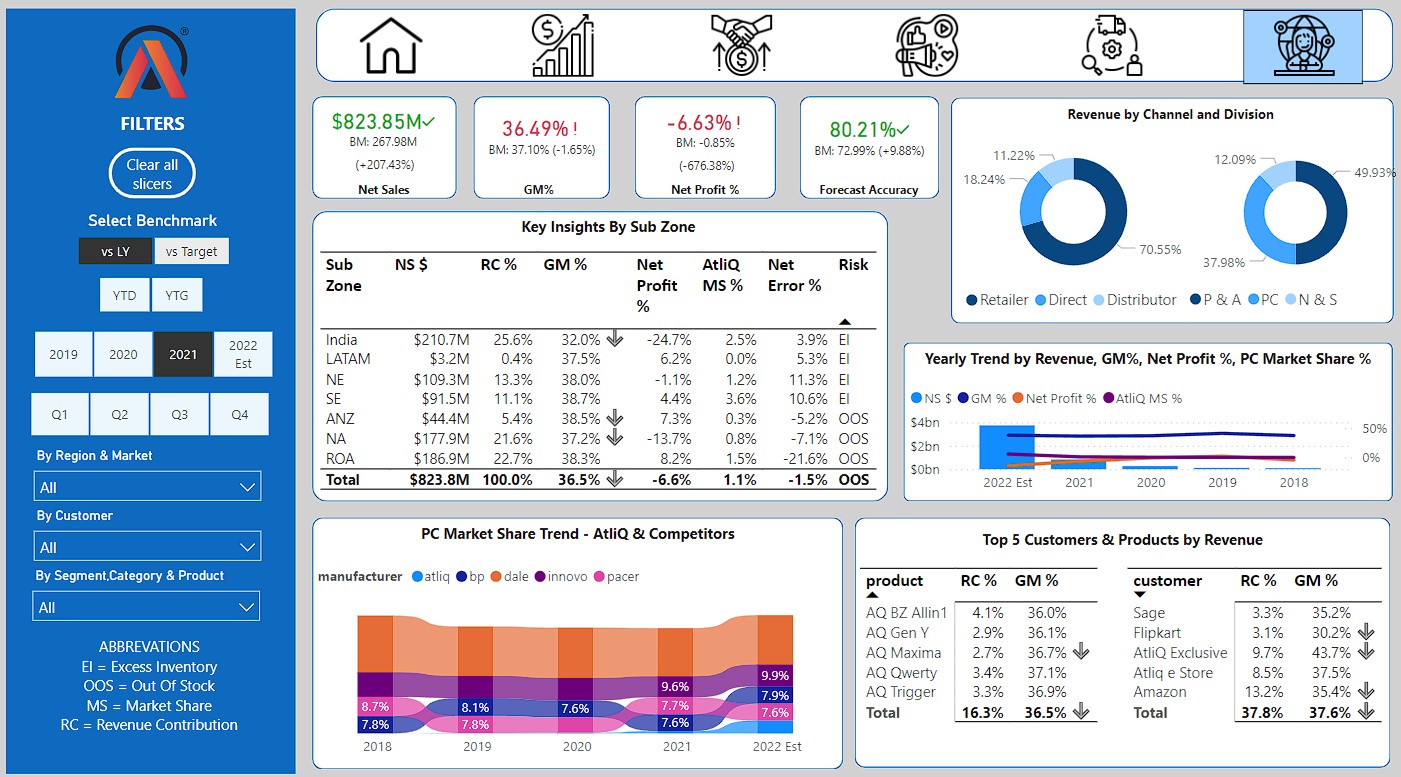 ®
FILTERS
Clear all
slicers
Select Benchmark
vs LY vs Target
YTD YTG
2019 2020 2021 2022
Est
Q1 Q2 Q3 Q4
By Region & Market
All
By Customer
All
By Segment,Category & Product
All
ABBREVATIONS
EI = Excess Inventory
OOS = Out Of Stock
MS = Market Share
RC = Revenue Contribution
$823.85M
BM: 267.98M
(+207.43%)
Net Sales
36.49% !
BM: 37.10% (-1.65%)
GM%
-6.63% !
BM: -0.85%
(-676.38%)
Net Profit %
80.21%
BM: 72.99% (+9.88%)
Forecast Accuracy
Revenue by Channel and Division
11.22%
18.24%
70.55%
12.09%
49.93%
37.98%
Retailer Direct Distributor P & A PC N & S
Key Insights By Sub Zone
Sub Zone NS $ RC % GM % Net Profit % AtliQ MS % Net Error % Risk
India $210.7M 25.6% 32.0% -24.7% 2.5% 3.9% EI
LATAM $3.2M 0.4% 37.5% 6.2% 0.0% 5.3% EI
NE $109.3M 13.3% 38.0% -1.1% 1.2% 11.3% EI
SE $91.5M 11.1% 38.7% 4.4% 3.6% 10.6% EI
ANZ $44.4M 5.4% 38.5% 7.3% 0.3% -5.2% OOS
NA $177.9M 21.6% 37.2% -13.7% 0.8% -7.1% OOS
ROA $186.9M 22.7% 38.3% 8.2% 1.5% -21.6% OOS
Total $823.8M 100.0% 36.5% -6.6% 1.1% -1.5% OOS
Yearly Trend by Revenue, GM%, Net Profit %, PC Market Share %
NS $ GM % Net Profit % AtliQ MS %
$4bn 50%
$2bn
$0bn 0%
2022 Est 2021 2020 2019 2018
PC Market Share Trend - AtliQ & Competitors
manufacturer atliq bp dale innovo pacer
9.9%
9.6%
7.9%
8.7% 8.1% 7.6% 7.7%
7.6%
7.8% 7.8% 7.6%
2018 2019 2020 2021 2022 Est
Top 5 Customers & Products by Revenue
product RC % GM %
AQ BZ Allin1 4.1% 36.0%
AQ Gen Y 2.9% 36.1%
AQ Maxima 2.7% 36.7%
AQ Qwerty 3.4% 37.1%
AQ Trigger 3.3% 36.9%
Total 16.3% 36.5%
customer RC % GM %
Sage 3.3% 35.2%
Flipkart 3.1% 30.2%
AtliQ Exclusive 9.7% 43.7%
Atliq e Store 8.5% 37.5%
Amazon 13.2% 35.4%
Total 37.8% 37.6%